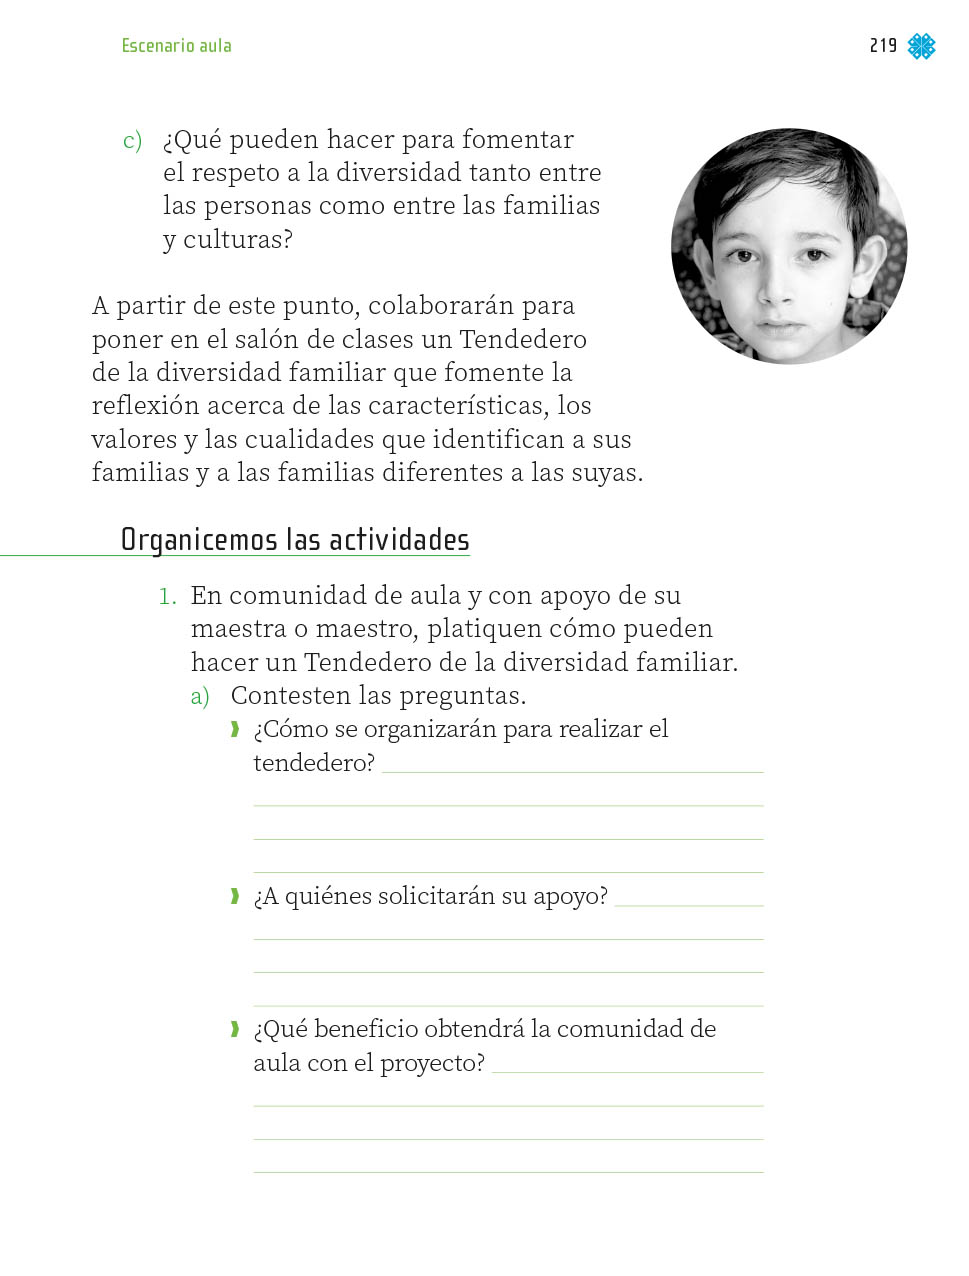 Escenario aula
219
c) ¿Qué pueden hacer para fomentar
el respeto a la diversidad tanto entre
las personas como entre las familias
y culturas?
A partir de este punto, colaborarán para
poner en el salón de clases un Tendedero
de la diversidad familiar que fomente la
reflexión acerca de las características, los
valores y las cualidades que identifican a sus
familias y a las familias diferentes a las suyas.
Organicemos las actividades
1. En comunidad de aula y con apoyo de su
maestra o maestro, platiquen cómo pueden
hacer un Tendedero de la diversidad familiar.
a) Contesten las preguntas.
¿Cómo se organizarán para realizar el
tendedero?
¿A quiénes solicitarán su apoyo?
¿Qué beneficio obtendrá la comunidad de
aula con el proyecto?